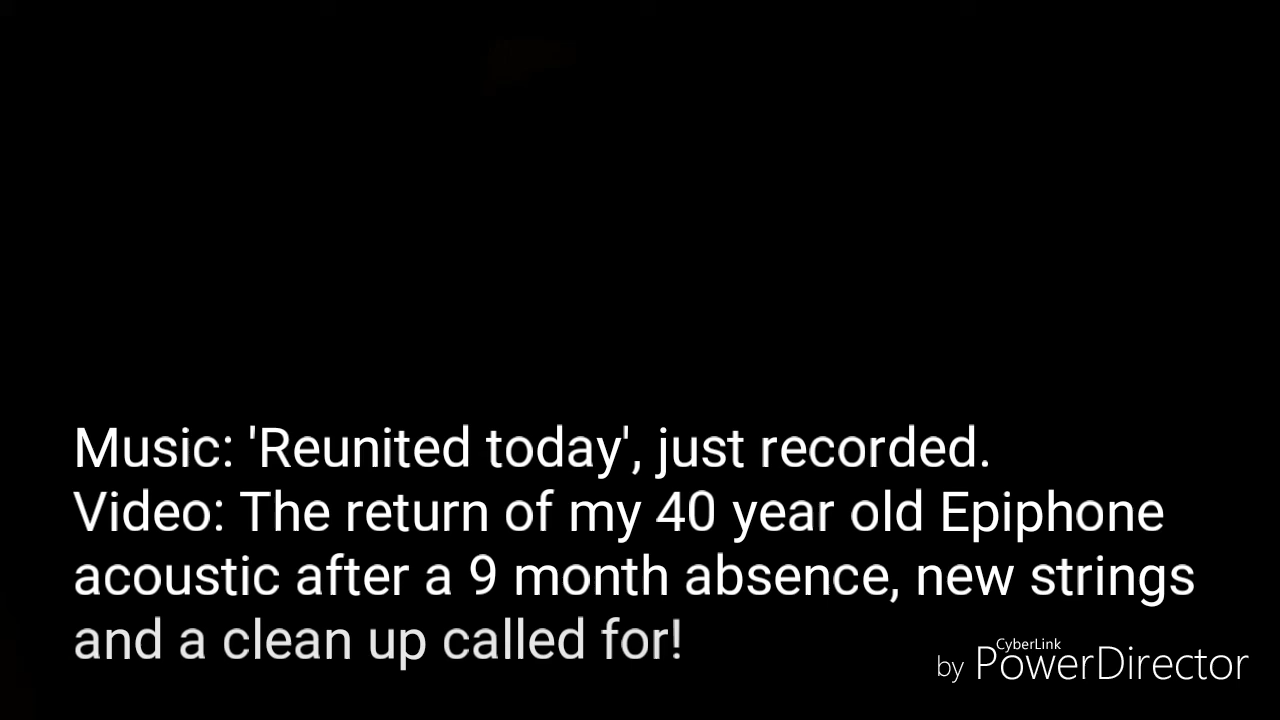 Music: 'Reunited today', just recorded.
Video: The return of my 40 year old Epiphone
acoustic after a 9 month absence, new strings
and a clean up called for!
CyberLink
by PowerDirector